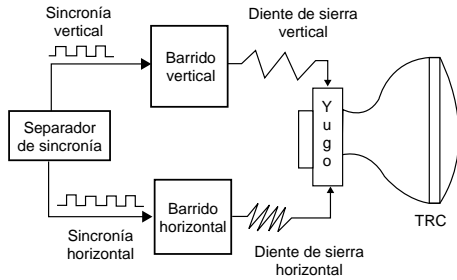 Sincronía
vertical
Diente de sierra
vertical
Barrido
vertical
Separador
de sincronía
Yugo
Barrido
horizontal
Sincronía
horizontal
Diente de sierra
horizontal
TRC